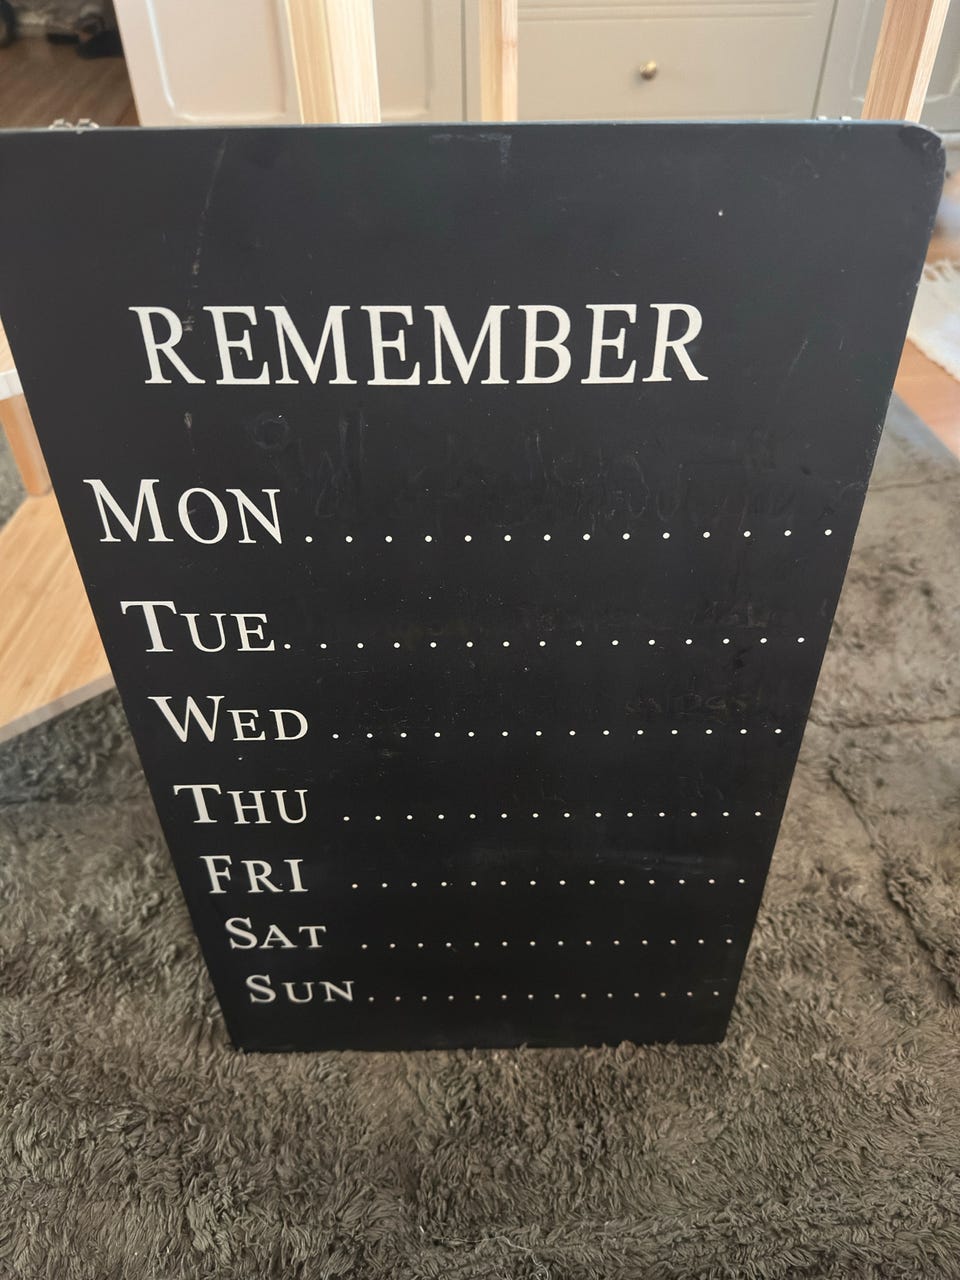 REMEMBER
MON ..............
TUE ...............
WED ...............
THU ..............
FRI ..............
SAT ..............
SUN ..............